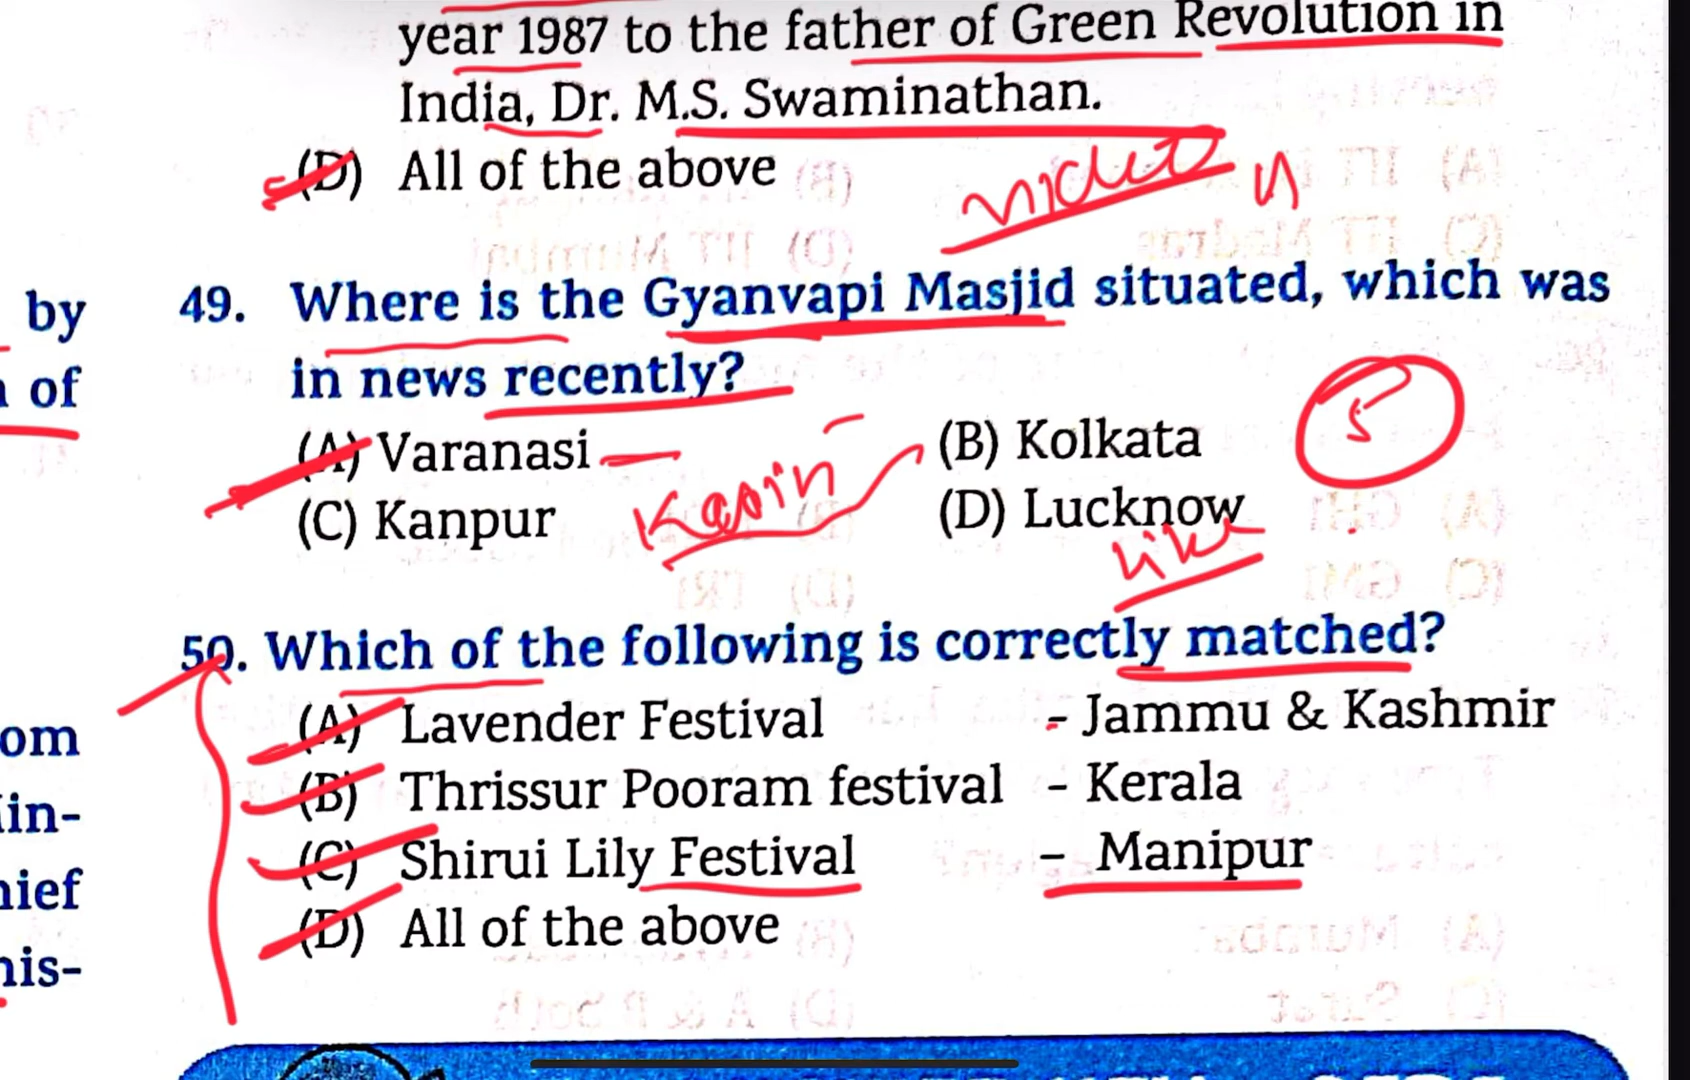 year 1987 to the father of Green Revolution in
India, Dr. M.S. Swaminathan.
(D) All of the above
49. Where is the Gyanvapi Masjid situated, which was
in news recently?
(A) Varanasi
(B) Kolkata
(C) Kanpur
(D) Lucknow
50. Which of the following is correctly matched?
(A) Lavender Festival - Jammu & Kashmir
(B) Thrissur Pooram festival - Kerala
(C) Shirui Lily Festival - Manipur
(D) All of the above
by
of
om
in-
hief
his-
5